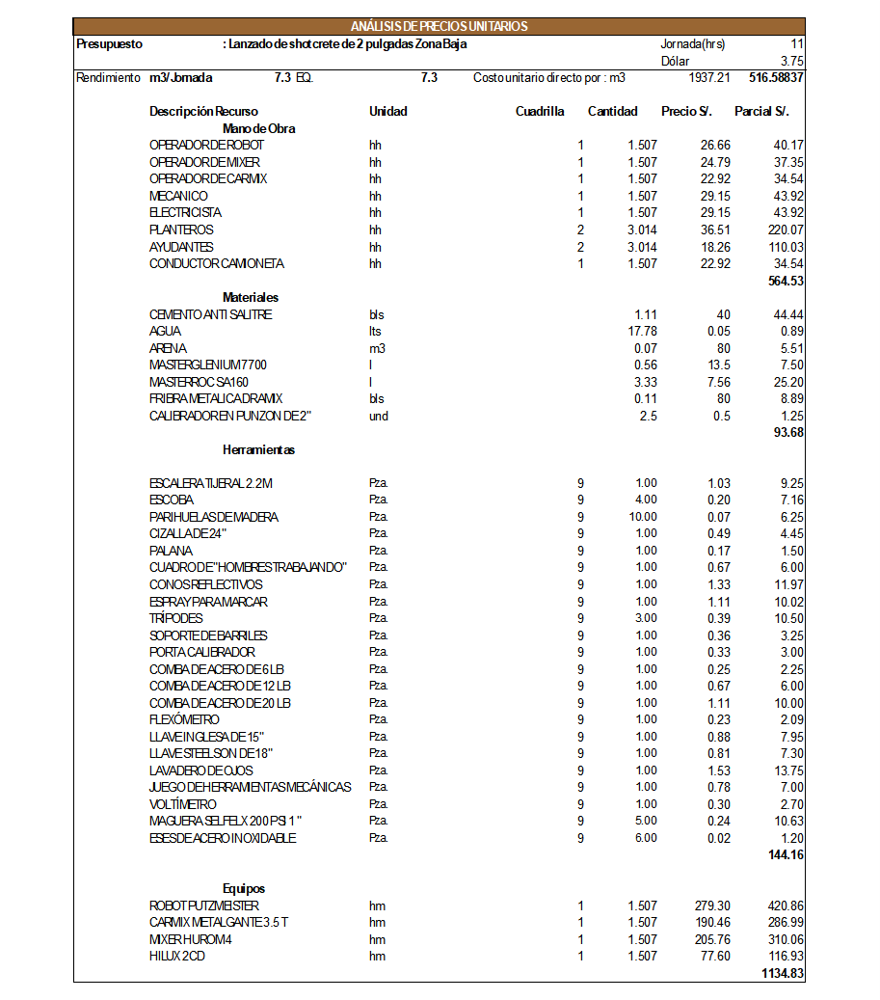 ANÁLISIS DE PRECIOS UNITARIOS
Presupuesto : Lanzado de shotcrete de 2 pulgadas Zona Baja Jornada(hrs) 11
Dólar 3.75
Rendimiento m3/Jornada 7.3 EQ. 7.3 Costo unitario directo por : m3 1937.21 516.58837
Descripción Recurso Unidad Cuadrilla Cantidad Precio S/. Parcial S/.
Mano de Obra
OPERADOR DE ROBOT hh 1 1.507 26.66 40.17
OPERADOR DE MIXER hh 1 1.507 24.79 37.35
OPERADOR DE CARMIX hh 1 1.507 22.92 34.54
MECANICO hh 1 1.507 29.15 43.92
ELECTRICISTA hh 1 1.507 29.15 43.92
PLANTEROS hh 2 3.014 36.51 220.07
AYUDANTES hh 2 3.014 18.26 110.03
CONDUCTOR CAMIONETA hh 1 1.507 22.92 34.54
564.53
Materiales
CEMENTO ANTI SALITRE bls 1.11 40 44.44
AGUA lts 17.78 0.05 0.89
ARENA m3 0.07 80 5.51
MASTERGLENIUM 7700 l 0.56 13.5 7.50
MASTERROC SA160 l 3.33 7.56 25.20
FRIBRA METALICA DRAMIX bls 0.11 80 8.89
CALIBRADOR EN PUNZON DE 2" und 2.5 0.5 1.25
93.68
Herramientas
ESCALERA TIJERAL 2.2M Pza. 9 1.00 1.03 9.25
ESCOBA Pza. 9 4.00 0.20 7.16
PARIHUELAS DE MADERA Pza. 9 10.00 0.07 6.25
CIZALLA DE 24" Pza. 9 1.00 0.49 4.45
PALANA Pza. 9 1.00 0.17 1.50
CUADRO DE "HOMBRES TRABAJANDO" Pza. 9 1.00 0.67 6.00
CONOS REFLECTIVOS Pza. 9 1.00 1.33 11.97
ESPRAY PARA MARCAR Pza. 9 1.00 1.11 10.02
TRÍPODES Pza. 9 3.00 0.39 10.50
SOPORTE DE BARRILES Pza. 9 1.00 0.36 3.25
PORTA CALIBRADOR Pza. 9 1.00 0.33 3.00
COMBA DE ACERO DE 6 LB Pza. 9 1.00 0.25 2.25
COMBA DE ACERO DE 12 LB Pza. 9 1.00 0.67 6.00
COMBA DE ACERO DE 20 LB Pza. 9 1.00 1.11 10.00
FLEXÓMETRO Pza. 9 1.00 0.23 2.09
LLAVE INGLESA DE 15" Pza. 9 1.00 0.88 7.95
LLAVE STEELSON DE 18" Pza. 9 1.00 0.81 7.30
LAVADERO DE OJOS Pza. 9 1.00 1.53 13.75
JUEGO DE HERRAMIENTAS MECÁNICAS Pza. 9 1.00 0.78 7.00
VOLTÍMETRO Pza. 9 1.00 0.30 2.70
MAGUERA SELFELX 200 PSI 1 " Pza. 9 5.00 0.24 10.63
ESES DE ACERO INOXIDABLE Pza. 9 6.00 0.02 1.20
144.16
Equipos
ROBOT PUTZMEISTER hm 1 1.507 279.30 420.86
CARMIX METALGANTE 3.5 T hm 1 1.507 190.46 286.99
MIXER HUROM 4 hm 1 1.507 205.76 310.06
HILUX 2CD hm 1 1.507 77.60 116.93
1134.83